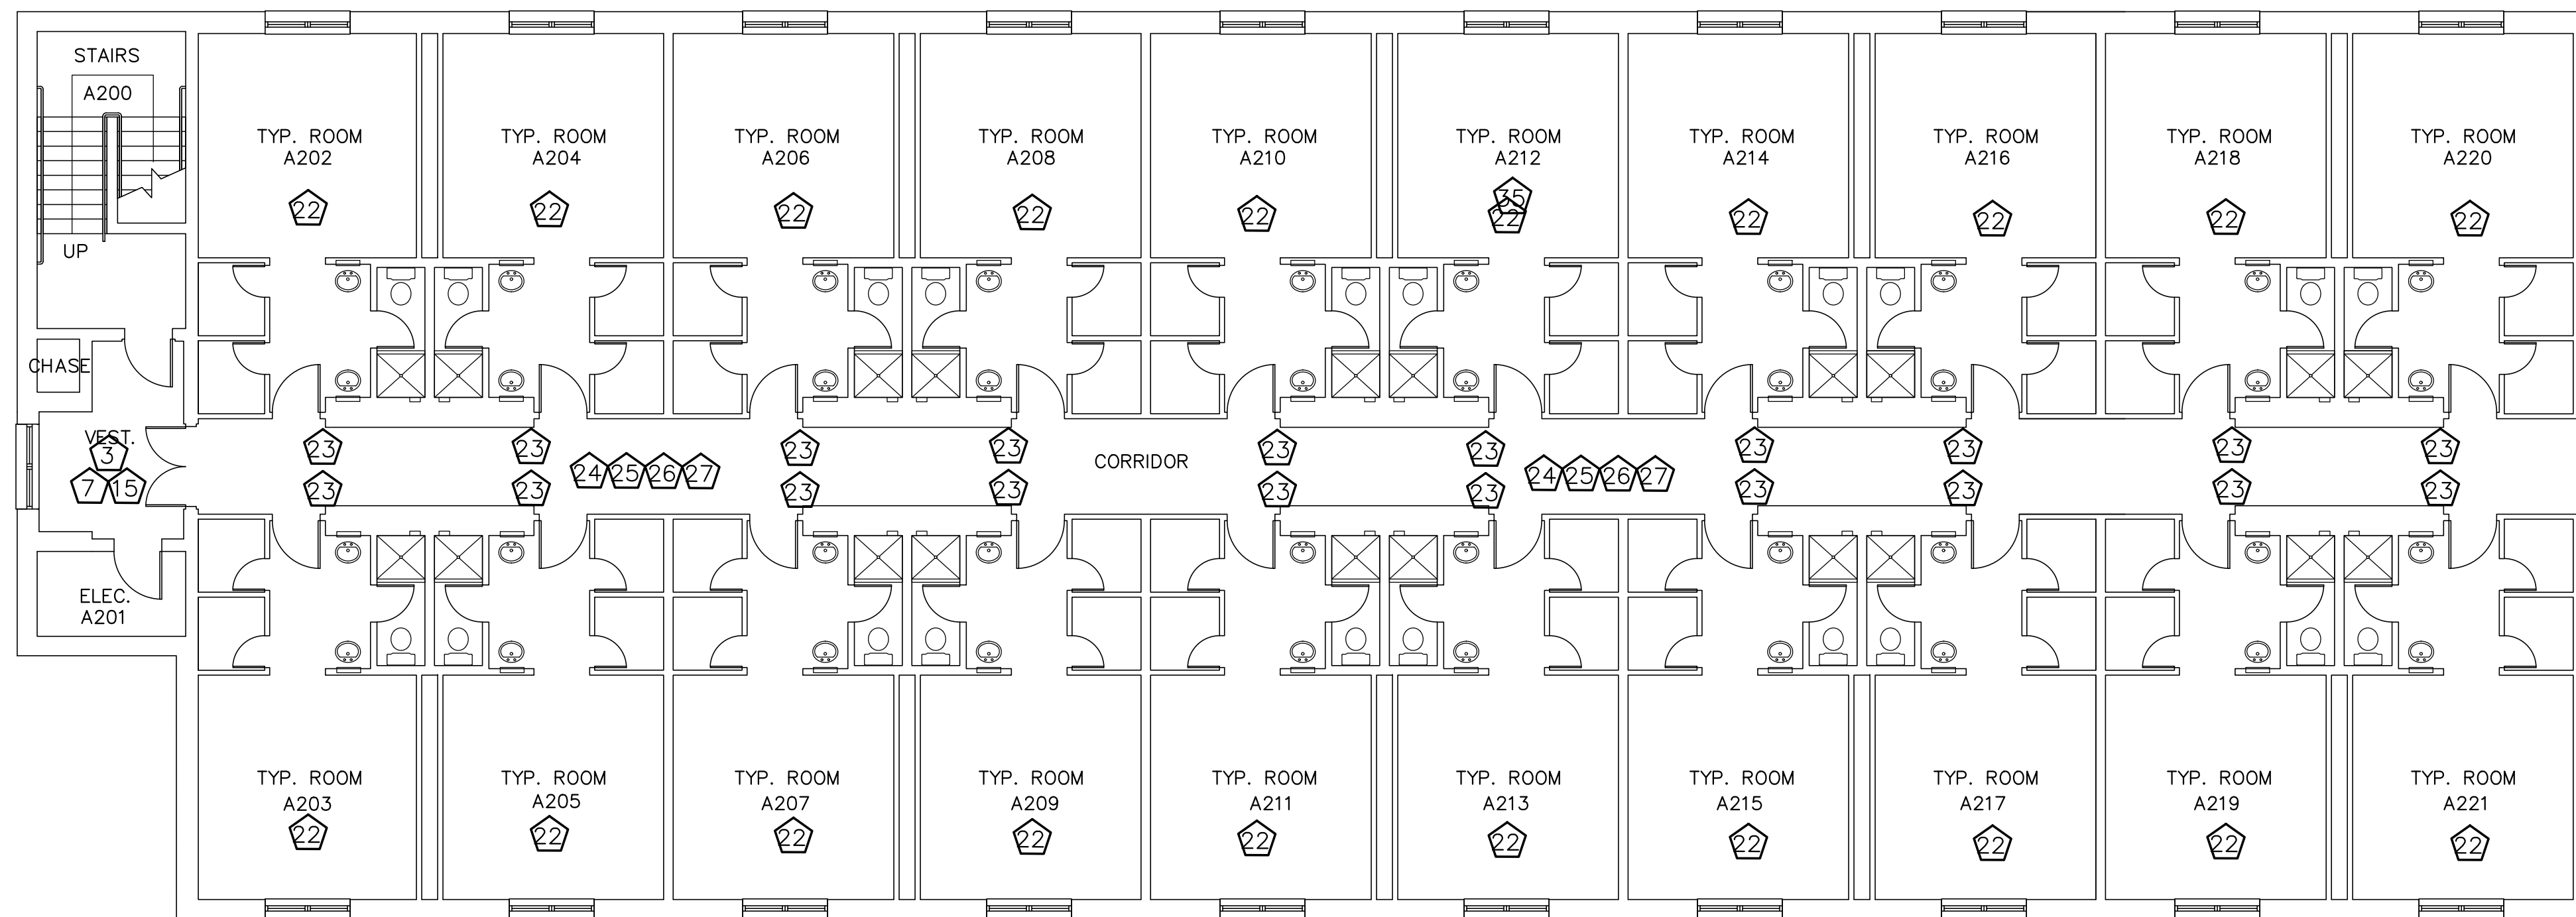 STAIRS
A200
UP
TYP. ROOM
A202
22
TYP. ROOM
A204
22
TYP. ROOM
A206
22
TYP. ROOM
A208
22
TYP. ROOM
A210
22
TYP. ROOM
A212
35
22
TYP. ROOM
A214
22
TYP. ROOM
A216
22
TYP. ROOM
A218
22
TYP. ROOM
A220
22
CHASE
VEST.
3
7 15
23 23 23 23 23 23 23 23 23 23
24 25 26 27
CORRIDOR
24 25 26 27
23 23 23 23 23 23 23 23 23 23
ELEC.
A201
TYP. ROOM
A203
22
TYP. ROOM
A205
22
TYP. ROOM
A207
22
TYP. ROOM
A209
22
TYP. ROOM
A211
22
TYP. ROOM
A213
22
TYP. ROOM
A215
22
TYP. ROOM
A217
22
TYP. ROOM
A219
22
TYP. ROOM
A221
22